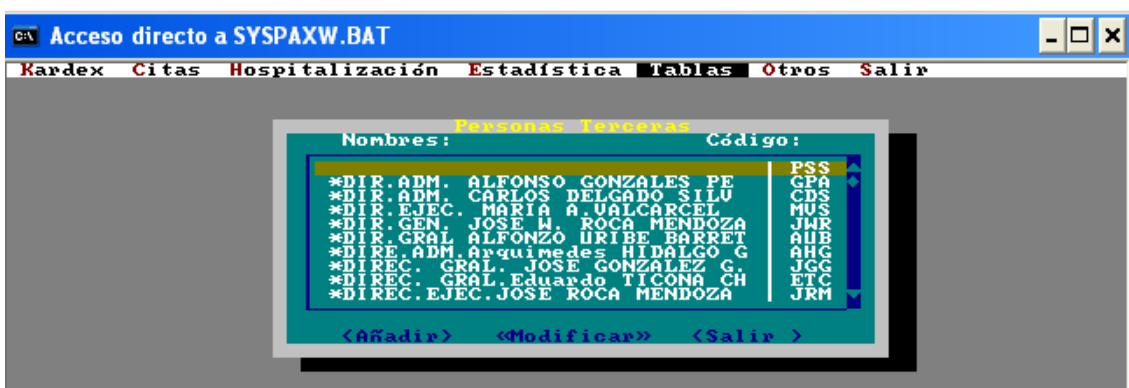 Acceso directo a SYSPAXW.BAT
Kardex Citas Hospitalización Estadística Tablas Otros Salir
Personas Terceras
Nombres: Código:
PSS
*DIR.ADM. ALFONSO GONZALES PE GPA
*DIR.ADM. CARLOS DELGADO SILV CDS
*DIR.EJEC. MARIA A.VALCARCEL MVS
*DIR.GEN. JOSE W. ROCA MENDOZA JWR
*DIR.GRAL ALFONZO URIBE BARRET AUB
*DIRE.ADM.Arquimedes HIDALGO G AHG
*DIREC. GRAL. JOSE GONZALEZ G. JGG
*DIREC. GRAL.Eduardo TICONA CH ETC
*DIREC.EJEC.JOSE ROCA MENDOZA JRM
<Añadir> «Modificar» <Salir >